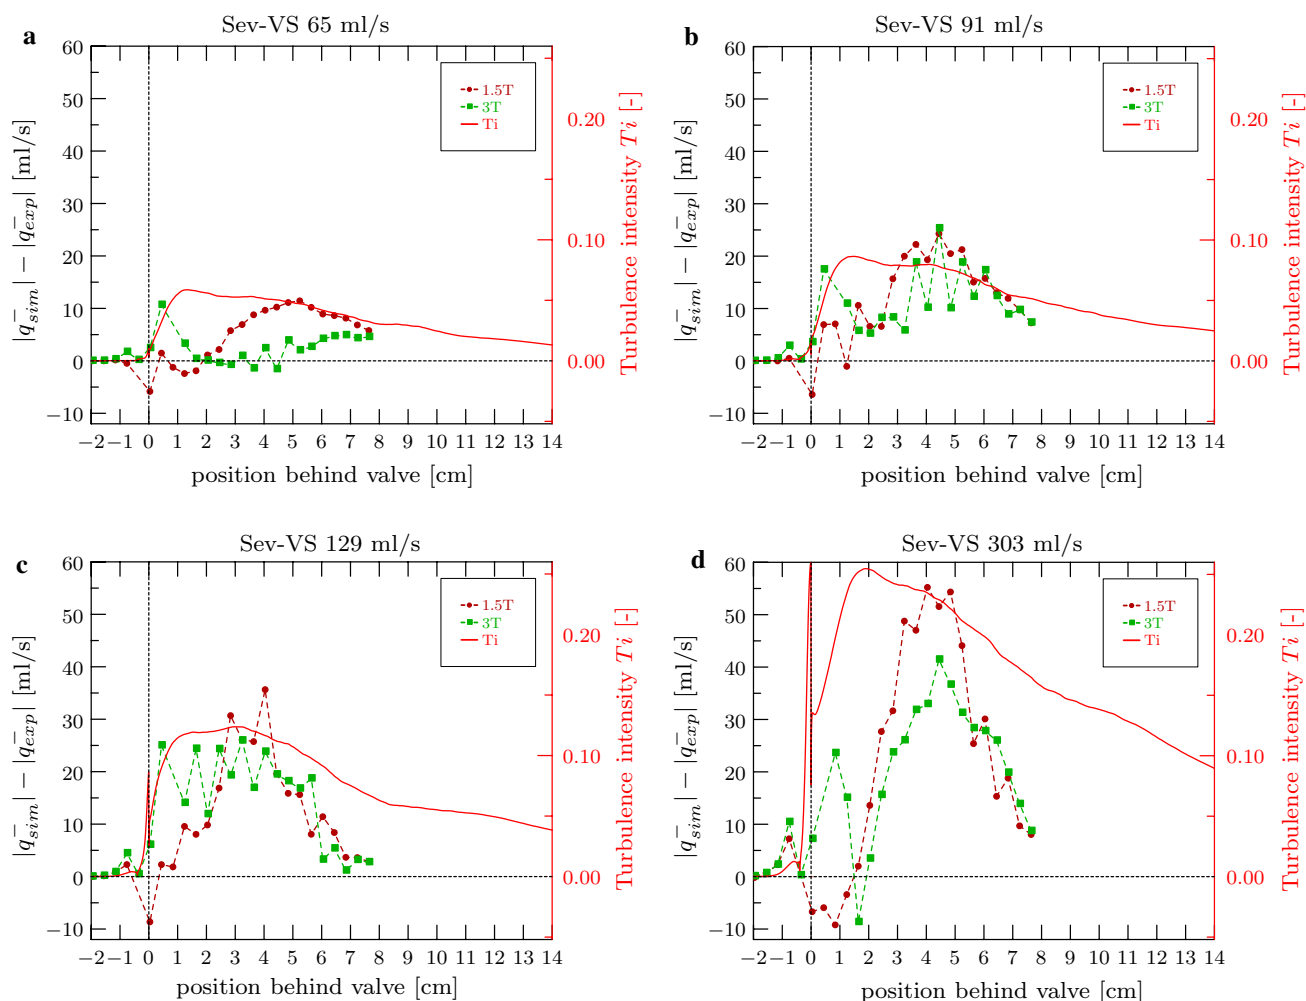 a
Sev-VS 65 ml/s
60
50
40
30
20
10
0
−10
|q⁻sim| − |q⁻exp| [ml/s]
1.5T
3T
Ti
0.20
0.10
0.00
Turbulence intensity Ti [-]
−2 −1 0 1 2 3 4 5 6 7 8 9 10 11 12 13 14
position behind valve [cm]
b
Sev-VS 91 ml/s
60
50
40
30
20
10
0
−10
|q⁻sim| − |q⁻exp| [ml/s]
1.5T
3T
Ti
0.20
0.10
0.00
Turbulence intensity Ti [-]
−2 −1 0 1 2 3 4 5 6 7 8 9 10 11 12 13 14
position behind valve [cm]
c
Sev-VS 129 ml/s
60
50
40
30
20
10
0
−10
|q⁻sim| − |q⁻exp| [ml/s]
1.5T
3T
Ti
0.20
0.10
0.00
Turbulence intensity Ti [-]
−2 −1 0 1 2 3 4 5 6 7 8 9 10 11 12 13 14
position behind valve [cm]
d
Sev-VS 303 ml/s
60
50
40
30
20
10
0
−10
|q⁻sim| − |q⁻exp| [ml/s]
1.5T
3T
Ti
0.20
0.10
0.00
Turbulence intensity Ti [-]
−2 −1 0 1 2 3 4 5 6 7 8 9 10 11 12 13 14
position behind valve [cm]